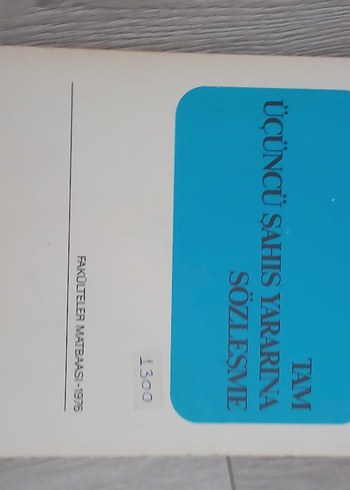 TAM
ÜÇÜNCÜ ŞAHIS YARARINA
SÖZLEŞME
1300
FAKÜLTELER MATBAASI - 1976